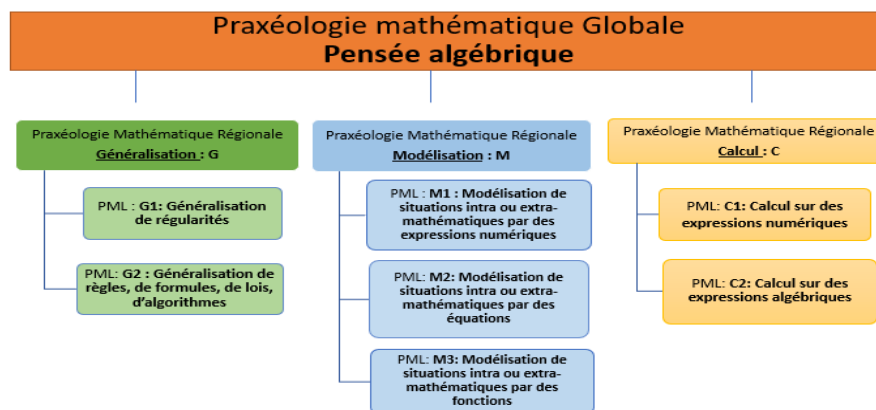 Praxéologie mathématique Globale
Pensée algébrique
Praxéologie Mathématique Régionale
Généralisation : G
PML : G1: Généralisation
de régularités
PML: G2 : Généralisation de
règles, de formules, de lois,
d'algorithmes
Praxéologie Mathématique Régionale
Modélisation : M
PML : M1 : Modélisation de
situations intra ou extra-
mathématiques par des
expressions numériques
PML: M2: Modélisation de
situations intra ou extra-
mathématiques par des
équations
PML: M3: Modélisation de
situations intra ou extra-
mathématiques par des
fonctions
Praxéologie Mathématique Régionale
Calcul : C
PML: C1: Calcul sur des
expressions numériques
PML: C2: Calcul sur des
expressions algébriques